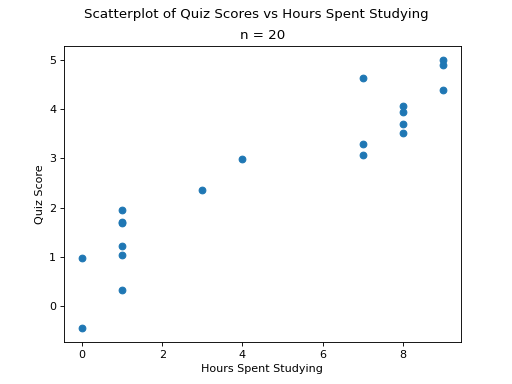 Scatterplot of Quiz Scores vs Hours Spent Studying
n = 20
5
4
3
2
1
0
Quiz Score
0 2 4 6 8
Hours Spent Studying